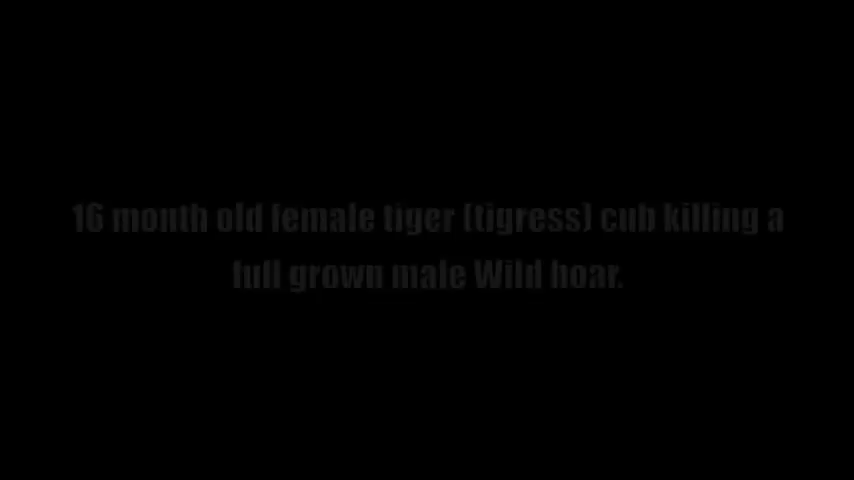 16 month old female tiger (tigress) cub killing a
full grown male Wild boar.